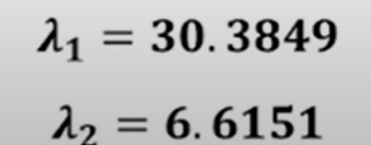 λ₁ = 30.3849
λ₂ = 6.6151